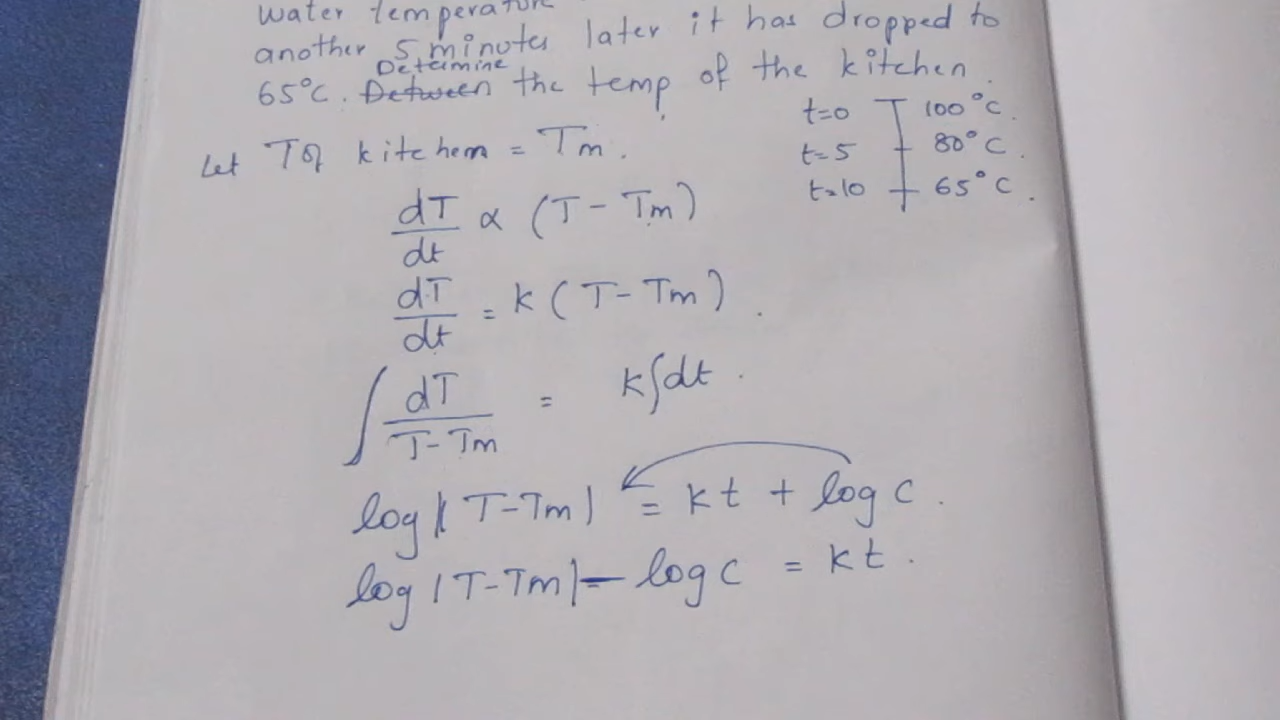 Water temperature
another 5 minutes later it has dropped to
Determine
65°C. Between the temp of the kitchen.
t=0 100°C.
Let T of kitchen = Tm.
t=5 80°C.
t=10 65°C.
dT/dt ∝ (T - Tm)
dT/dt = k (T - Tm).
∫ dT/(T - Tm) = k∫dt.
log |T - Tm| = kt + log c.
log |T - Tm| - log c = kt.